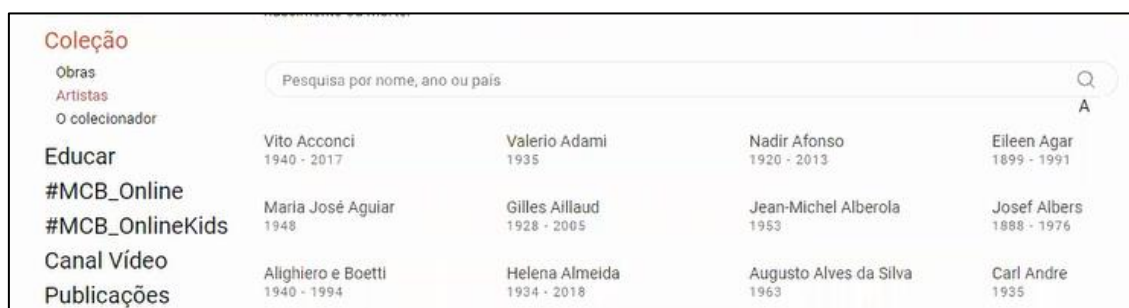 Coleção
Obras
Artistas
O colecionador
Educar
#MCB_Online
#MCB_OnlineKids
Canal Vídeo
Publicações
Pesquisa por nome, ano ou país
A
Vito Acconci
1940 - 2017
Valerio Adami
1935
Nadir Afonso
1920 - 2013
Eileen Agar
1899 - 1991
Maria José Aguiar
1948
Gilles Aillaud
1928 - 2005
Jean-Michel Alberola
1953
Josef Albers
1888 - 1976
Alighiero e Boetti
1940 - 1994
Helena Almeida
1934 - 2018
Augusto Alves da Silva
1963
Carl Andre
1935